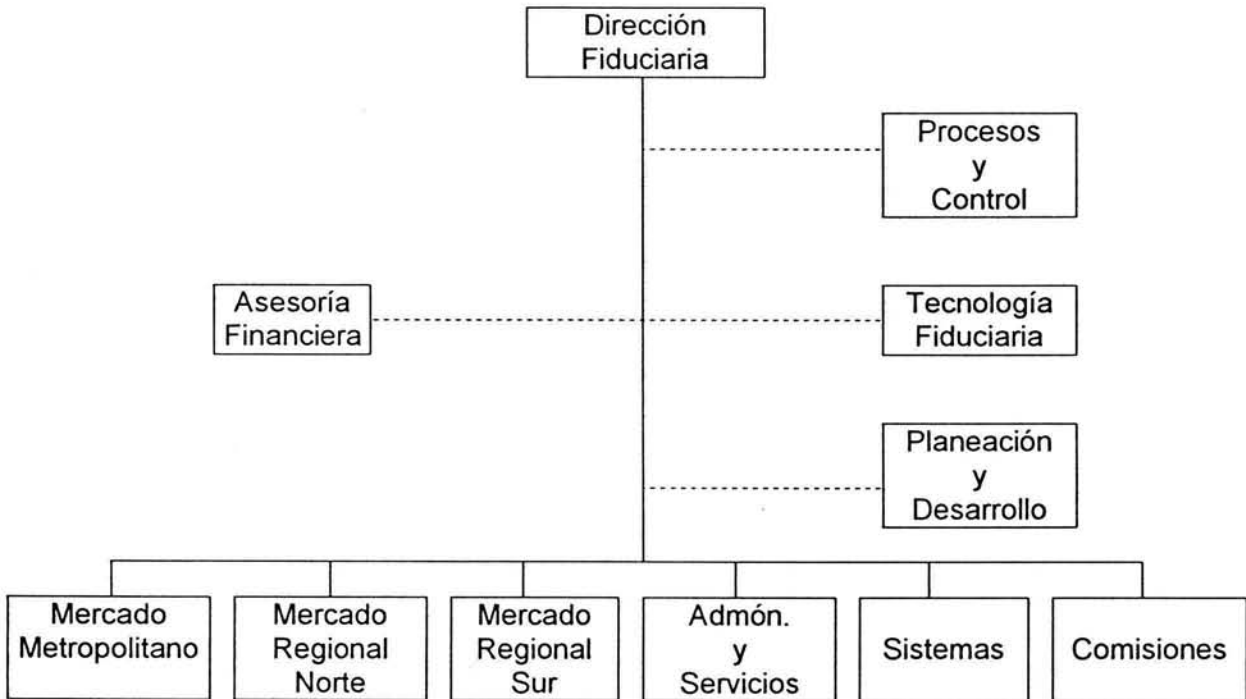 Dirección
Fiduciaria
Procesos
y
Control
Asesoría
Financiera
Tecnología
Fiduciaria
Planeación
y
Desarrollo
Mercado
Metropolitano
Mercado
Regional
Norte
Mercado
Regional
Sur
Admón.
y
Servicios
Sistemas
Comisiones